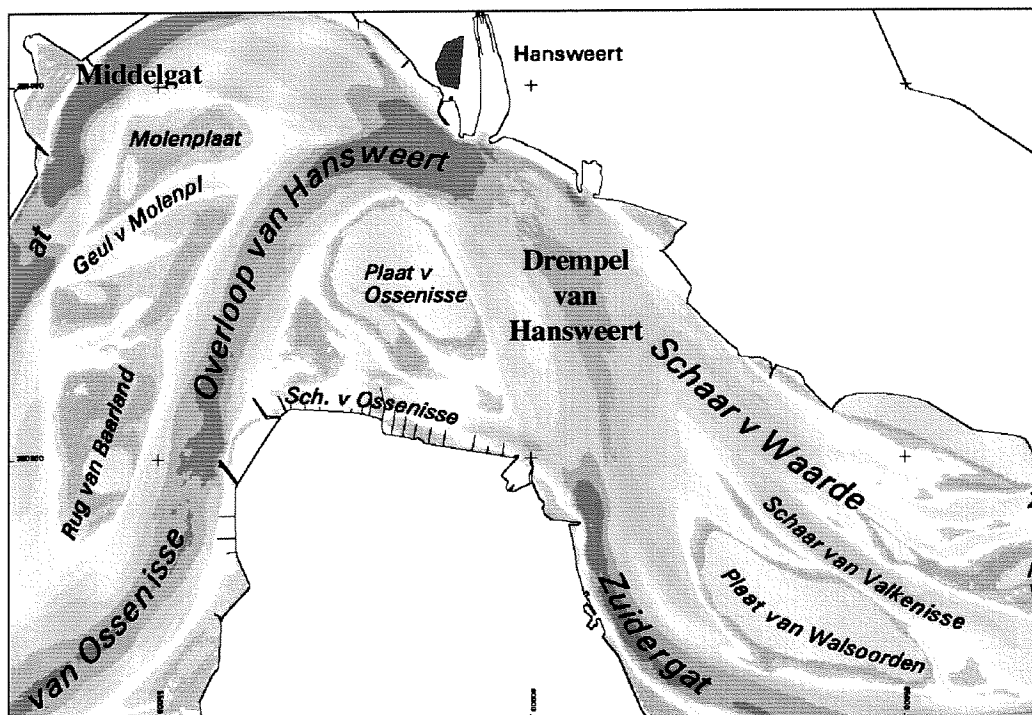 Hansweert
Middelgat
Molenplaat
Geul v Molenpl
at
Overloop van Hansweert
Plaat v
Ossenisse
Drempel
van
Hansweert
Schaar v Waarde
Sch. v Ossenisse
Rug van Baarland
van Ossenisse
Schaar van Valkenisse
Plaat van Walsoorden
Zuidergat